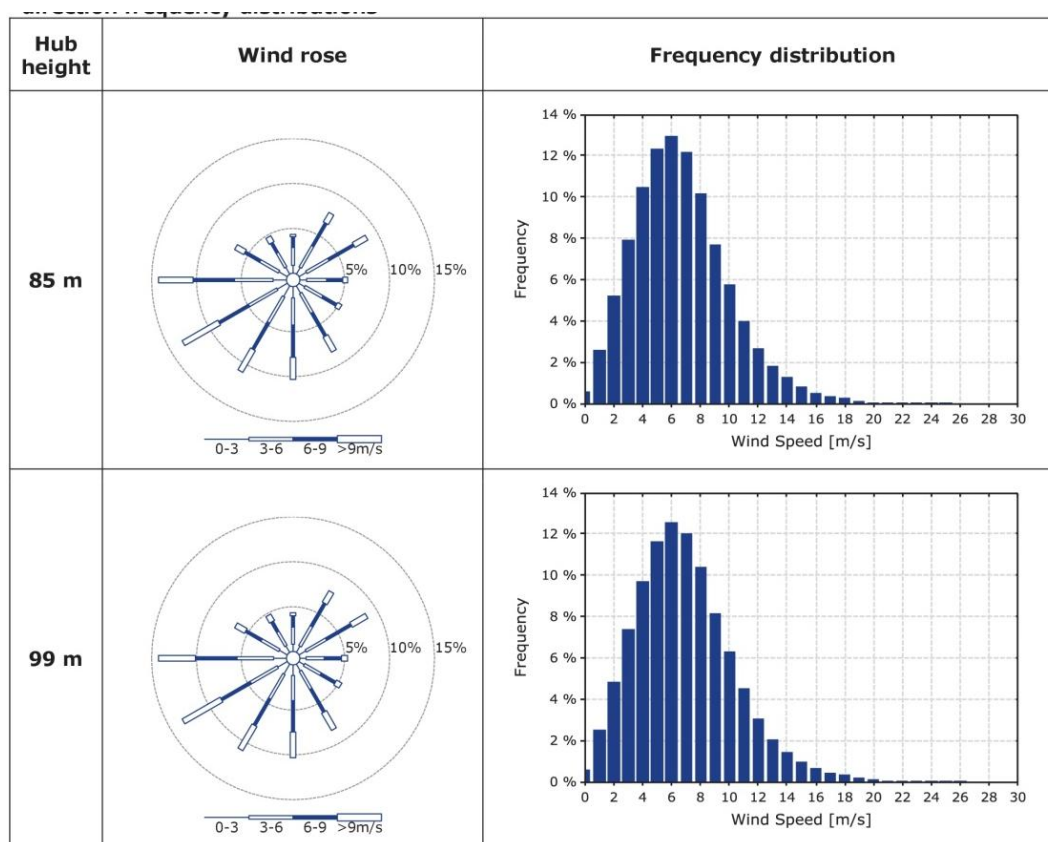 direction frequency distributions
Hub height
Wind rose
Frequency distribution
85 m
5%
10%
15%
0-3 3-6 6-9 >9m/s
Frequency
14 %
12 %
10 %
8 %
6 %
4 %
2 %
0 %
0 2 4 6 8 10 12 14 16 18 20 22 24 26 28 30
Wind Speed [m/s]
99 m
5%
10%
15%
0-3 3-6 6-9 >9m/s
Frequency
14 %
12 %
10 %
8 %
6 %
4 %
2 %
0 %
0 2 4 6 8 10 12 14 16 18 20 22 24 26 28 30
Wind Speed [m/s]